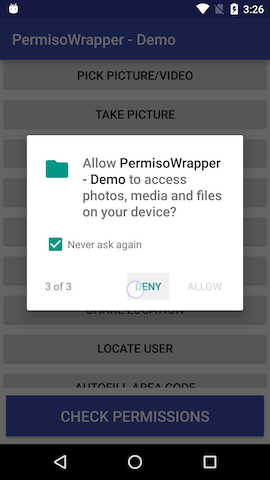 3:26
PermisoWrapper - Demo
PICK PICTURE/VIDEO
TAKE PICTURE
Allow PermisoWrapper
- Demo to access
photos, media and files
on your device?
Never ask again
3 of 3
DENY
ALLOW
SHARE LOCATION
LOCATE USER
AUTOFILL AREA CODE
CHECK PERMISSIONS